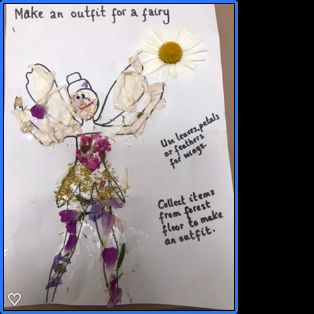 Make an outfit for a fairy
Use leaves, petals
or feathers
for wings.
Collect items
from forest
floor to make
an outfit.